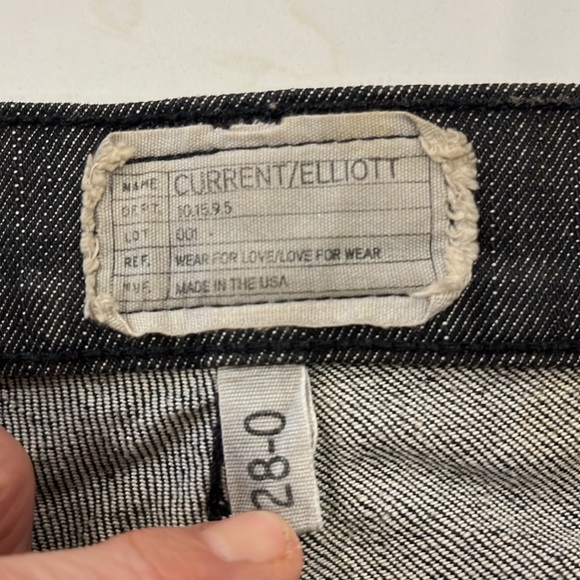 NAME CURRENT/ELLIOTT
DEPT. 10.15.9.5
LOT 001 -
REF. WEAR FOR LOVE/LOVE FOR WEAR
MADE IN THE USA
28-0